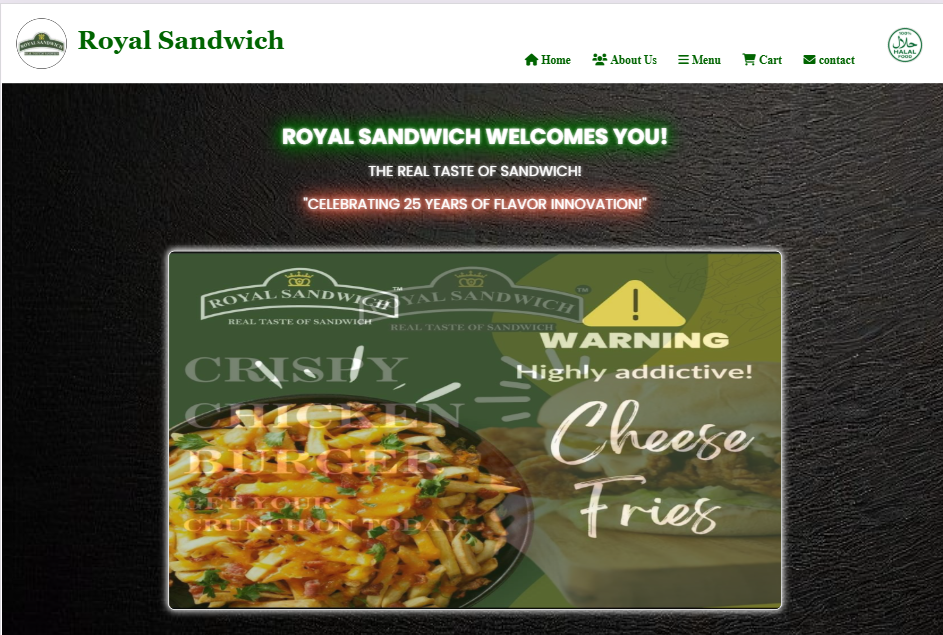 Royal Sandwich
Home About Us Menu Cart contact
100%
حلال
HALAL
FOOD
ROYAL SANDWICH WELCOMES YOU!
THE REAL TASTE OF SANDWICH!
"CELEBRATING 25 YEARS OF FLAVOR INNOVATION!"
ROYAL SANDWICH™
REAL TASTE OF SANDWICH
ROYAL SANDWICH™
REAL TASTE OF SANDWICH
WARNING
Highly addictive!
Cheese
Fries
CRISPY
CHICKEN
BURGER
GET YOUR
CRUNCH ON TODAY